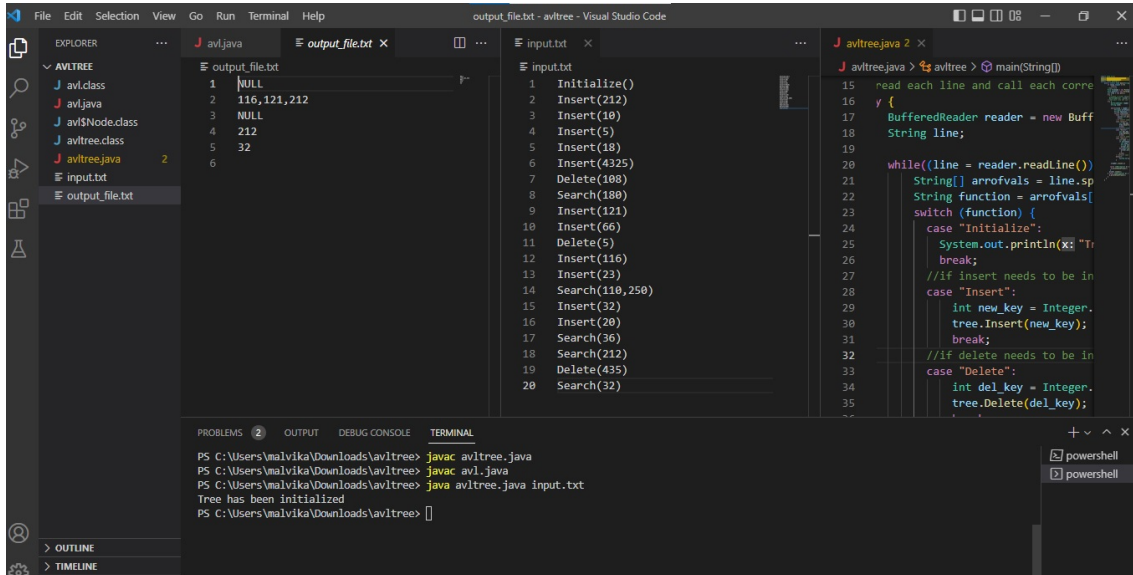 File Edit Selection View Go Run Terminal Help
output_file.txt - avltree - Visual Studio Code
EXPLORER
AVLTREE
J avl.class
J avl.java
J avl$Node.class
J avltree.class
J avltree.java 2
input.txt
output_file.txt
OUTLINE
TIMELINE
J avl.java output_file.txt
output_file.txt
1 NULL
2 116,121,212
3 NULL
4 212
5 32
6
input.txt
input.txt
1 Initialize()
2 Insert(212)
3 Insert(10)
4 Insert(5)
5 Insert(18)
6 Insert(4325)
7 Delete(108)
8 Search(180)
9 Insert(121)
10 Insert(66)
11 Delete(5)
12 Insert(116)
13 Insert(23)
14 Search(110,250)
15 Insert(32)
16 Insert(20)
17 Search(36)
18 Search(212)
19 Delete(435)
20 Search(32)
J avltree.java 2
J avltree.java > avltree > main(String[])
15 read each line and call each corre
16 y {
17 BufferedReader reader = new Buff
18 String line;
19
20 while((line = reader.readLine())
21 String[] arrofvals = line.sp
22 String function = arrofvals[
23 switch (function) {
24 case "Initialize":
25 System.out.println(x: "Tr
26 break;
27 //if insert needs to be in
28 case "Insert":
29 int new_key = Integer.
30 tree.Insert(new_key);
31 break;
32 //if delete needs to be in
33 case "Delete":
34 int del_key = Integer.
35 tree.Delete(del_key);
PROBLEMS 2 OUTPUT DEBUG CONSOLE TERMINAL
PS C:\Users\malvika\Downloads\avltree> javac avltree.java
PS C:\Users\malvika\Downloads\avltree> javac avl.java
PS C:\Users\malvika\Downloads\avltree> java avltree.java input.txt
Tree has been initialized
PS C:\Users\malvika\Downloads\avltree>
powershell
powershell